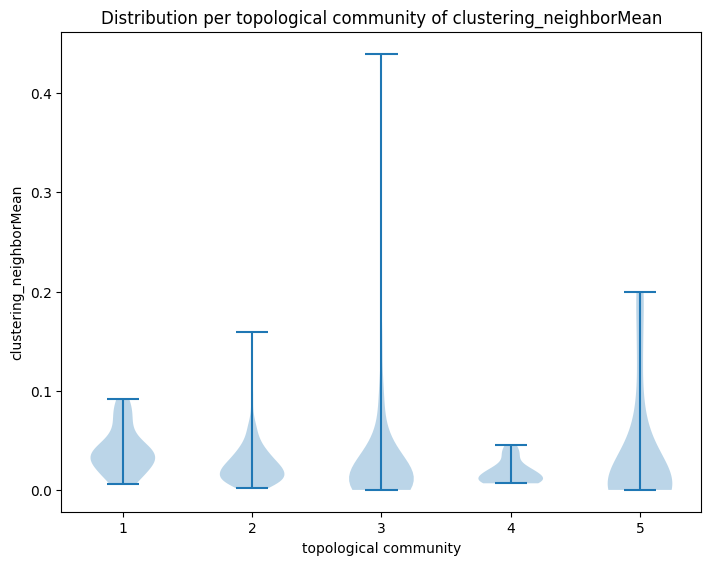 Distribution per topological community of clustering_neighborMean
clustering_neighborMean
0.4
0.3
0.2
0.1
0.0
1 2 3 4 5
topological community